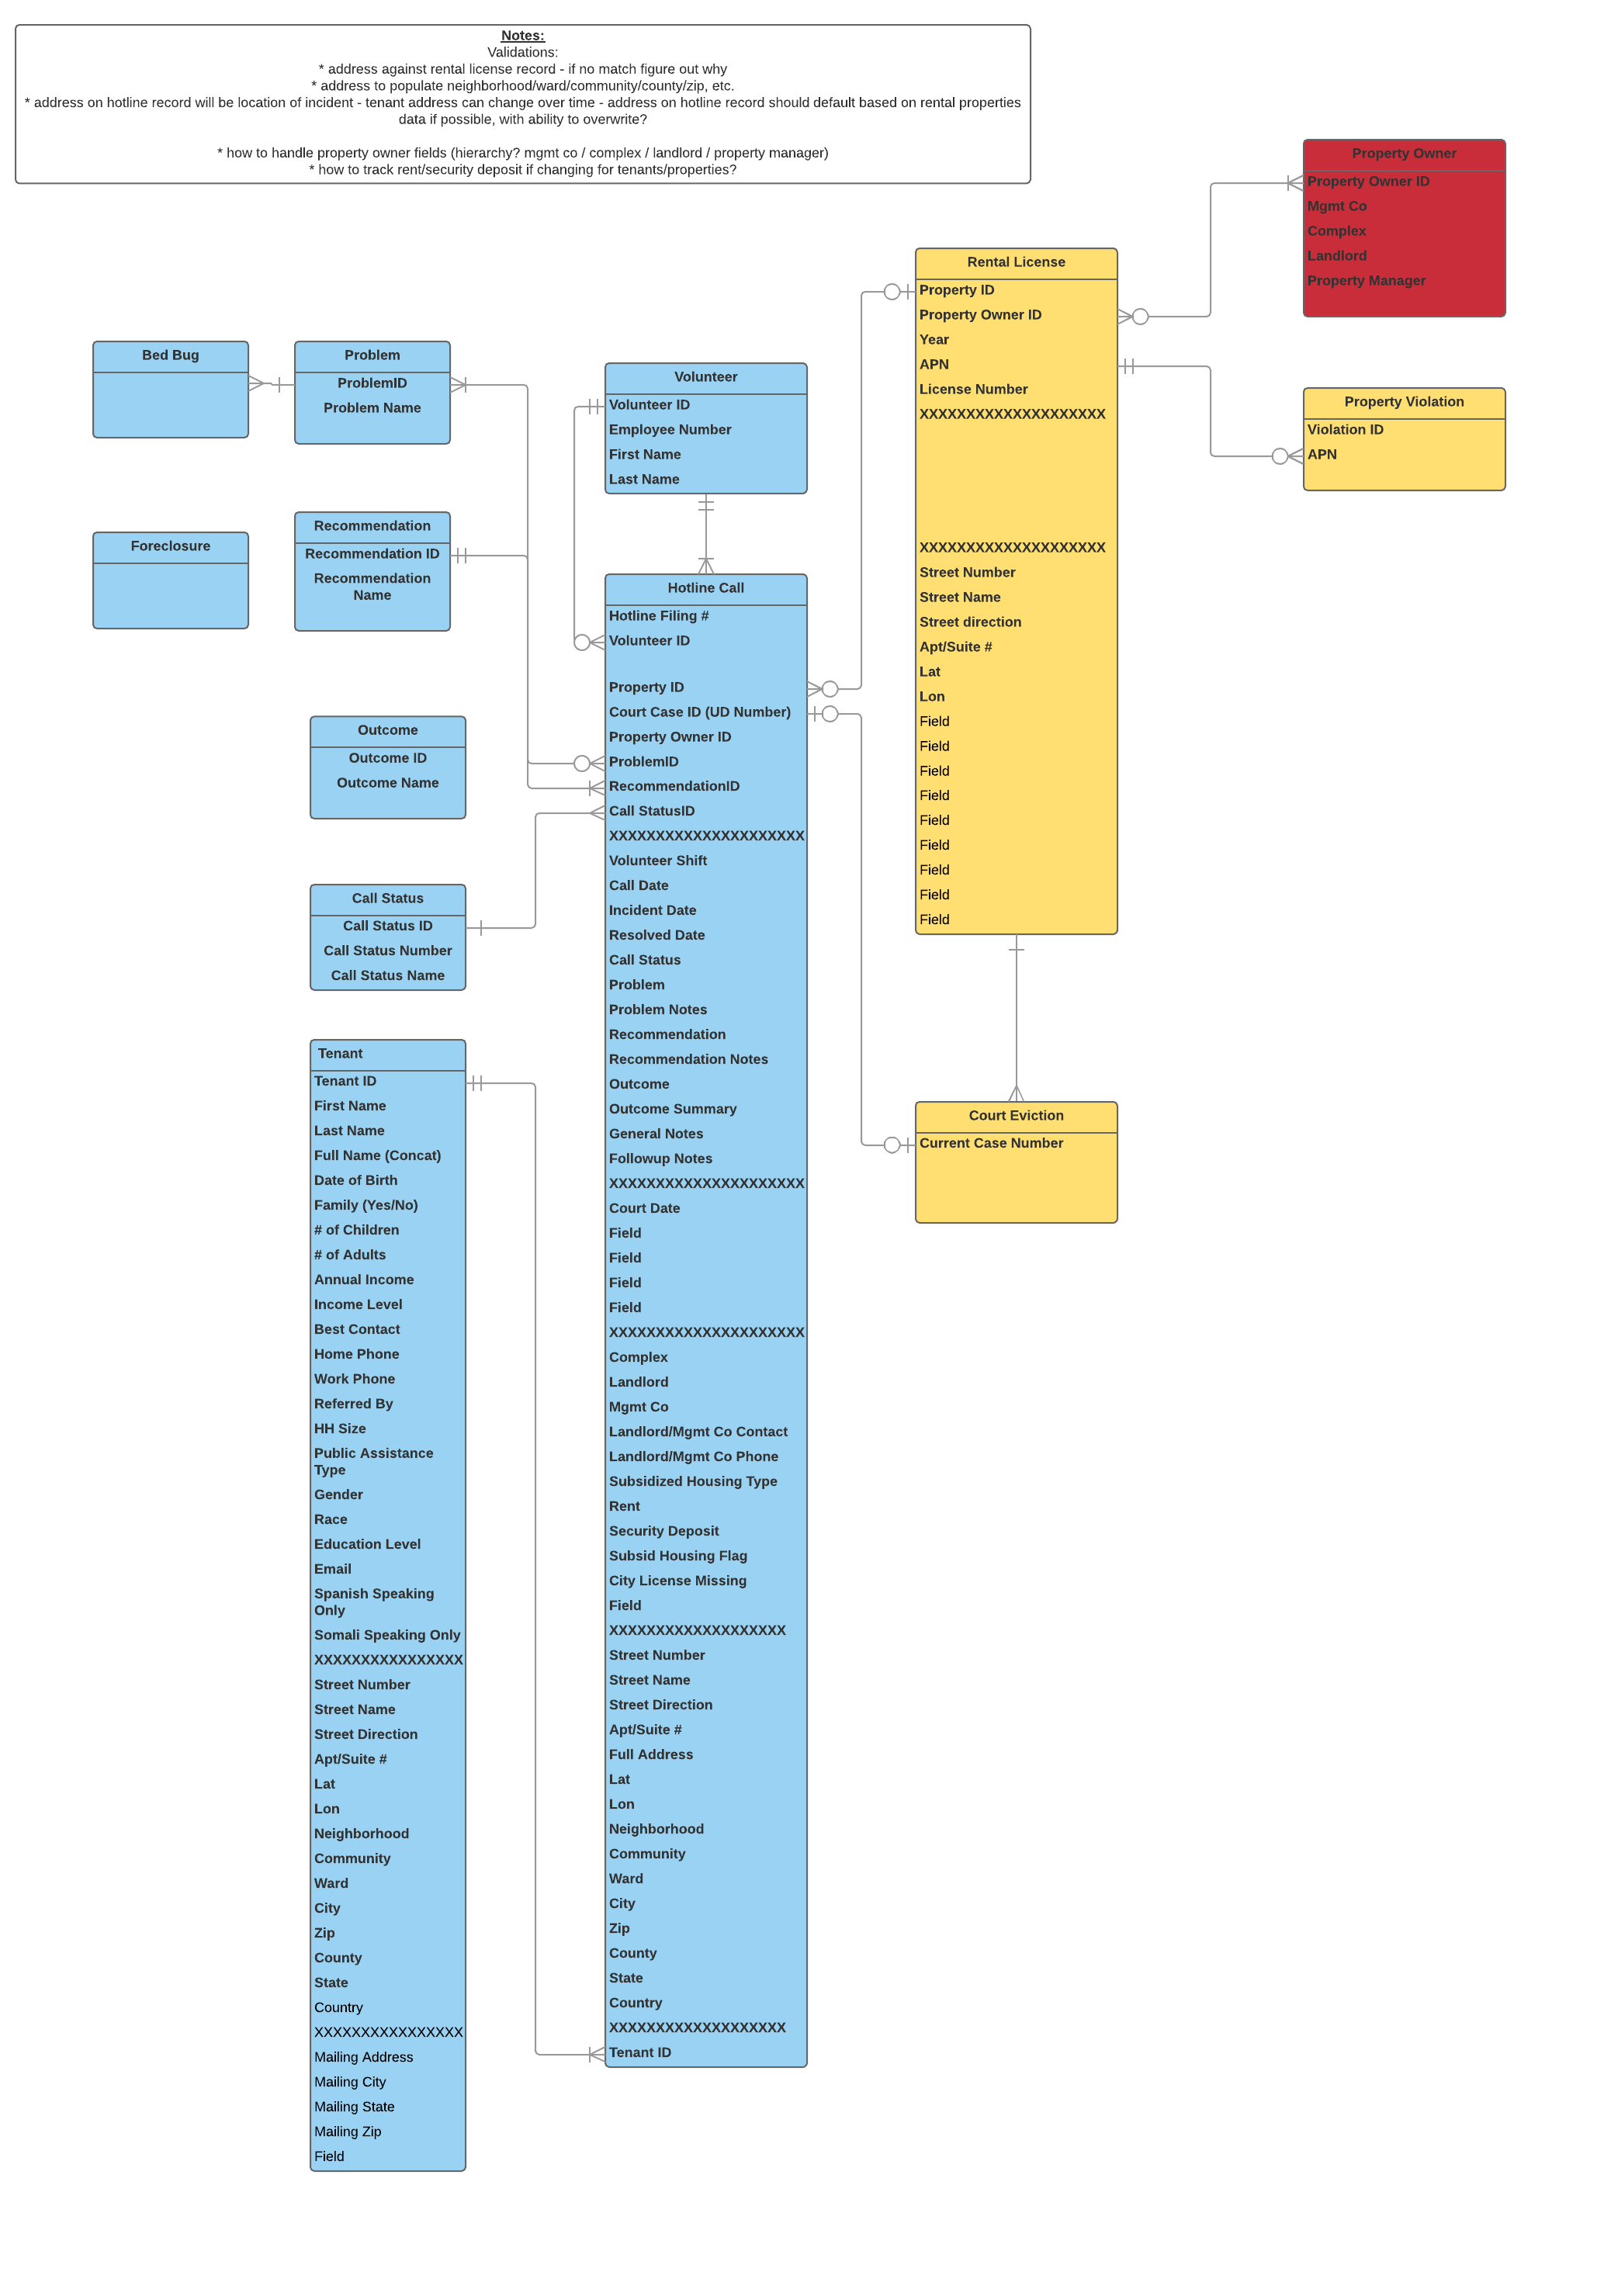 Notes:
Validations:
* address against rental license record - if no match figure out why
* address to populate neighborhood/ward/community/county/zip, etc.
* address on hotline record will be location of incident - tenant address can change over time - address on hotline record should default based on rental properties
data if possible, with ability to overwrite?
* how to handle property owner fields (hierarchy? mgmt co / complex / landlord / property manager)
* how to track rent/security deposit if changing for tenants/properties?
Property Owner
Property Owner ID
Mgmt Co
Complex
Landlord
Property Manager
Rental License
Property ID
Property Owner ID
Year
APN
License Number
XXXXXXXXXXXXXXXXXXXX
XXXXXXXXXXXXXXXXXXXX
Street Number
Street Name
Street direction
Apt/Suite #
Lat
Lon
Field
Field
Field
Field
Field
Field
Field
Field
Field
Property Violation
Violation ID
APN
Bed Bug
Problem
ProblemID
Problem Name
Volunteer
Volunteer ID
Employee Number
First Name
Last Name
Foreclosure
Recommendation
Recommendation ID
Recommendation
Name
Outcome
Outcome ID
Outcome Name
Call Status
Call Status ID
Call Status Number
Call Status Name
Hotline Call
Hotline Filing #
Volunteer ID
Property ID
Court Case ID (UD Number)
Property Owner ID
ProblemID
RecommendationID
Call StatusID
XXXXXXXXXXXXXXXXXXXXX
Volunteer Shift
Call Date
Incident Date
Resolved Date
Call Status
Problem
Problem Notes
Recommendation
Recommendation Notes
Outcome
Outcome Summary
General Notes
Followup Notes
XXXXXXXXXXXXXXXXXXXXX
Court Date
Field
Field
Field
Field
XXXXXXXXXXXXXXXXXXXXX
Complex
Landlord
Mgmt Co
Landlord/Mgmt Co Contact
Landlord/Mgmt Co Phone
Subsidized Housing Type
Rent
Security Deposit
Subsid Housing Flag
City License Missing
Field
XXXXXXXXXXXXXXXXXXX
Street Number
Street Name
Street Direction
Apt/Suite #
Full Address
Lat
Lon
Neighborhood
Community
Ward
City
Zip
County
State
Country
XXXXXXXXXXXXXXXXXXX
Tenant ID
Court Eviction
Current Case Number
Tenant
Tenant ID
First Name
Last Name
Full Name (Concat)
Date of Birth
Family (Yes/No)
# of Children
# of Adults
Annual Income
Income Level
Best Contact
Home Phone
Work Phone
Referred By
HH Size
Public Assistance
Type
Gender
Race
Education Level
Email
Spanish Speaking
Only
Somali Speaking Only
XXXXXXXXXXXXXXXX
Street Number
Street Name
Street Direction
Apt/Suite #
Lat
Lon
Neighborhood
Community
Ward
City
Zip
County
State
Country
XXXXXXXXXXXXXXXX
Mailing Address
Mailing City
Mailing State
Mailing Zip
Field